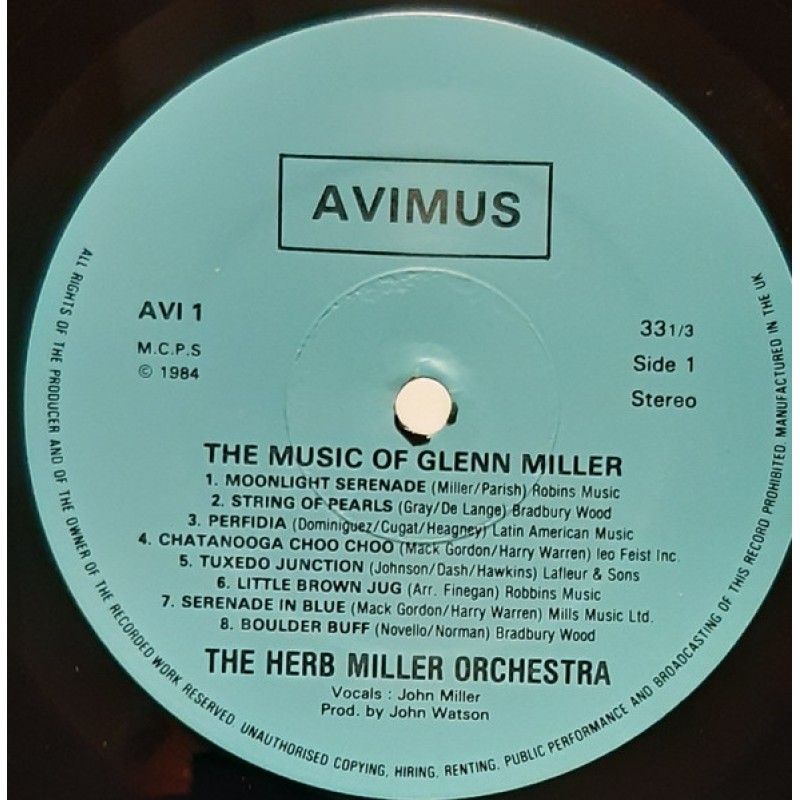 AVIMUS
AVI 1
M.C.P.S
© 1984
33 1/3
Side 1
Stereo
THE MUSIC OF GLENN MILLER
1. MOONLIGHT SERENADE (Miller/Parish) Robins Music
2. STRING OF PEARLS (Gray/De Lange) Bradbury Wood
3. PERFIDIA (Dominiguez/Cugat/Heagney) Latin American Music
4. CHATANOOGA CHOO CHOO (Mack Gordon/Harry Warren) leo Feist Inc.
5. TUXEDO JUNCTION (Johnson/Dash/Hawkins) Lafleur & Sons
6. LITTLE BROWN JUG (Arr. Finegan) Robbins Music
7. SERENADE IN BLUE (Mack Gordon/Harry Warren) Mills Music Ltd.
8. BOULDER BUFF (Novello/Norman) Bradbury Wood
THE HERB MILLER ORCHESTRA
Vocals : John Miller
Prod. by John Watson
ALL RIGHTS OF THE PRODUCER AND OF THE OWNER OF THE RECORDED WORK RESERVED. UNAUTHORISED COPYING, HIRING, RENTING, PUBLIC PERFORMANCE AND BROADCASTING OF THIS RECORD PROHIBITED. MANUFACTURED IN THE UK